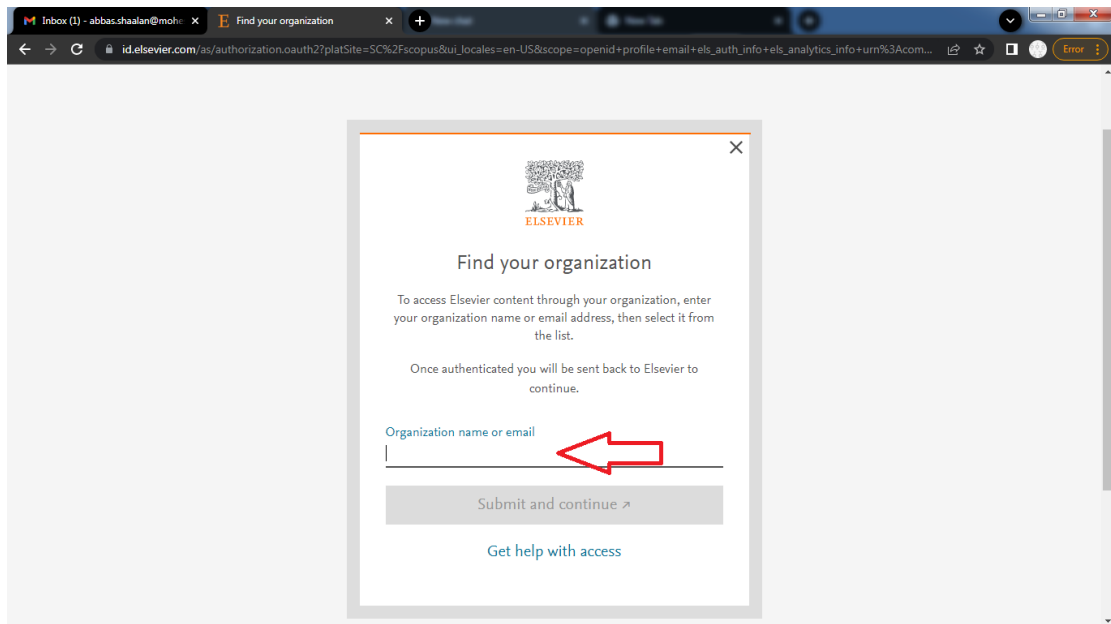 Inbox (1) - abbas.shaalan@mohe
Find your organization
id.elsevier.com/as/authorization.oauth2?platSite=SC%2Fscopus&ui_locales=en-US&scope=openid+profile+email+els_auth_info+els_analytics_info+urn%3Acom...
Error
ELSEVIER
Find your organization
To access Elsevier content through your organization, enter
your organization name or email address, then select it from
the list.
Once authenticated you will be sent back to Elsevier to
continue.
Organization name or email
Submit and continue ↗
Get help with access